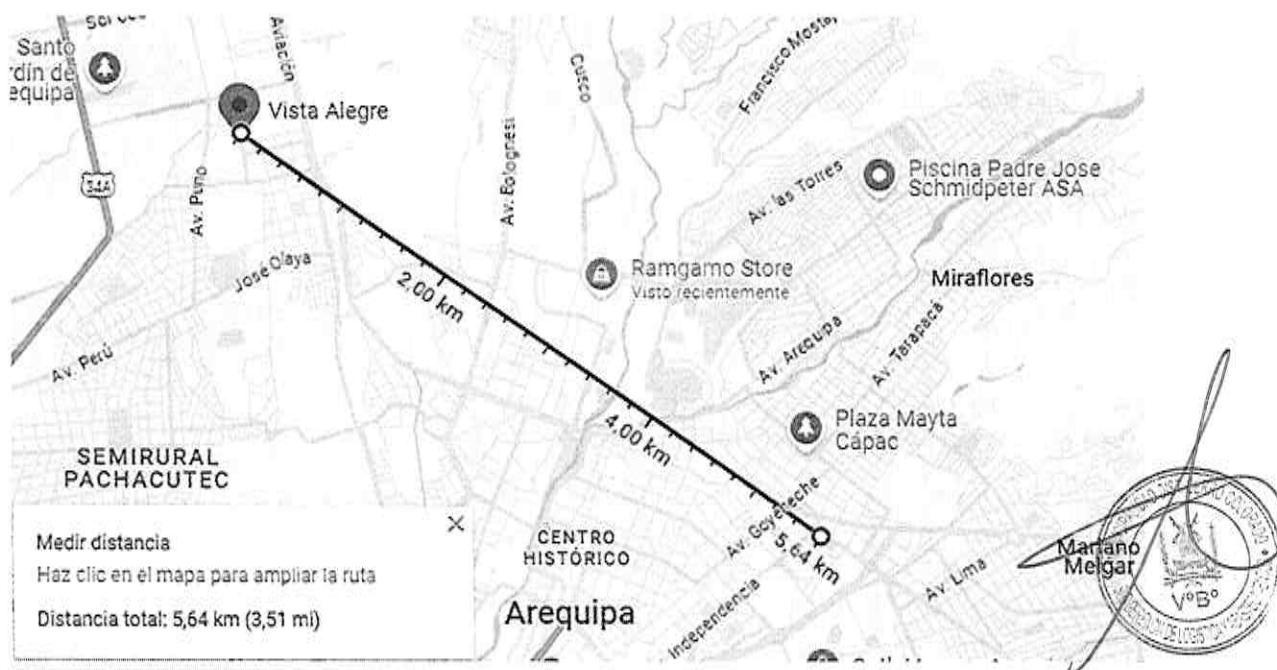 Santo
rdín de
equipa
Aviación
Vista Alegre
34A
Av. Puno
José Olaya
Av. Perú
Av. Bolognesi
Cusco
Francisco Mostaj
Av. las Torres
Piscina Padre Jose
Schmidpeter ASA
Ramgamo Store
Visto recientemente
Miraflores
Av. Arequipa
Av. Tarapacá
2,00 km
4,00 km
5,64 km
Plaza Mayta
Cápac
SEMIRURAL
PACHACUTEC
CENTRO
HISTÓRICO
Av. Goyeneche
Arequipa
Independencia
Av. Lima
Mariano
Melgar
V°B°
Medir distancia
Haz clic en el mapa para ampliar la ruta
Distancia total: 5,64 km (3,51 mi)